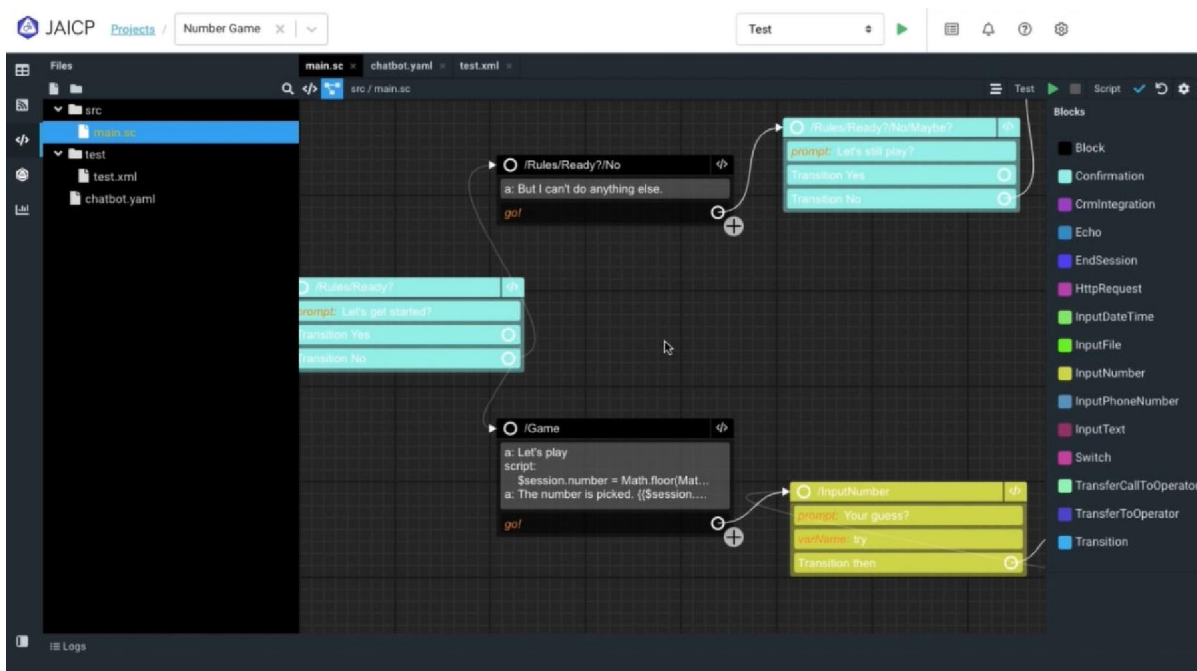 JAICP Projects / Number Game × Test
Files main.sc × chatbot.yaml × test.xml ×
</> src / main.sc Test Script
src
main.sc
test
test.xml
chatbot.yaml
/Rules/Ready?/No </>
a: But I can't do anything else.
go!
/Rules/Ready?/No/Maybe? </>
prompt: Let's still play?
Transition Yes
Transition No
/Rules/Ready? </>
prompt: Let's get started?
Transition Yes
Transition No
/Game </>
a: Let's play
script:
$session.number = Math.floor(Mat...
a: The number is picked. {{$session....
go!
/InputNumber </>
prompt: Your guess?
varName: try
Transition then
Blocks
Block
Confirmation
CrmIntegration
Echo
EndSession
HttpRequest
InputDateTime
InputFile
InputNumber
InputPhoneNumber
InputText
Switch
TransferCallToOperator
TransferToOperator
Transition
Logs